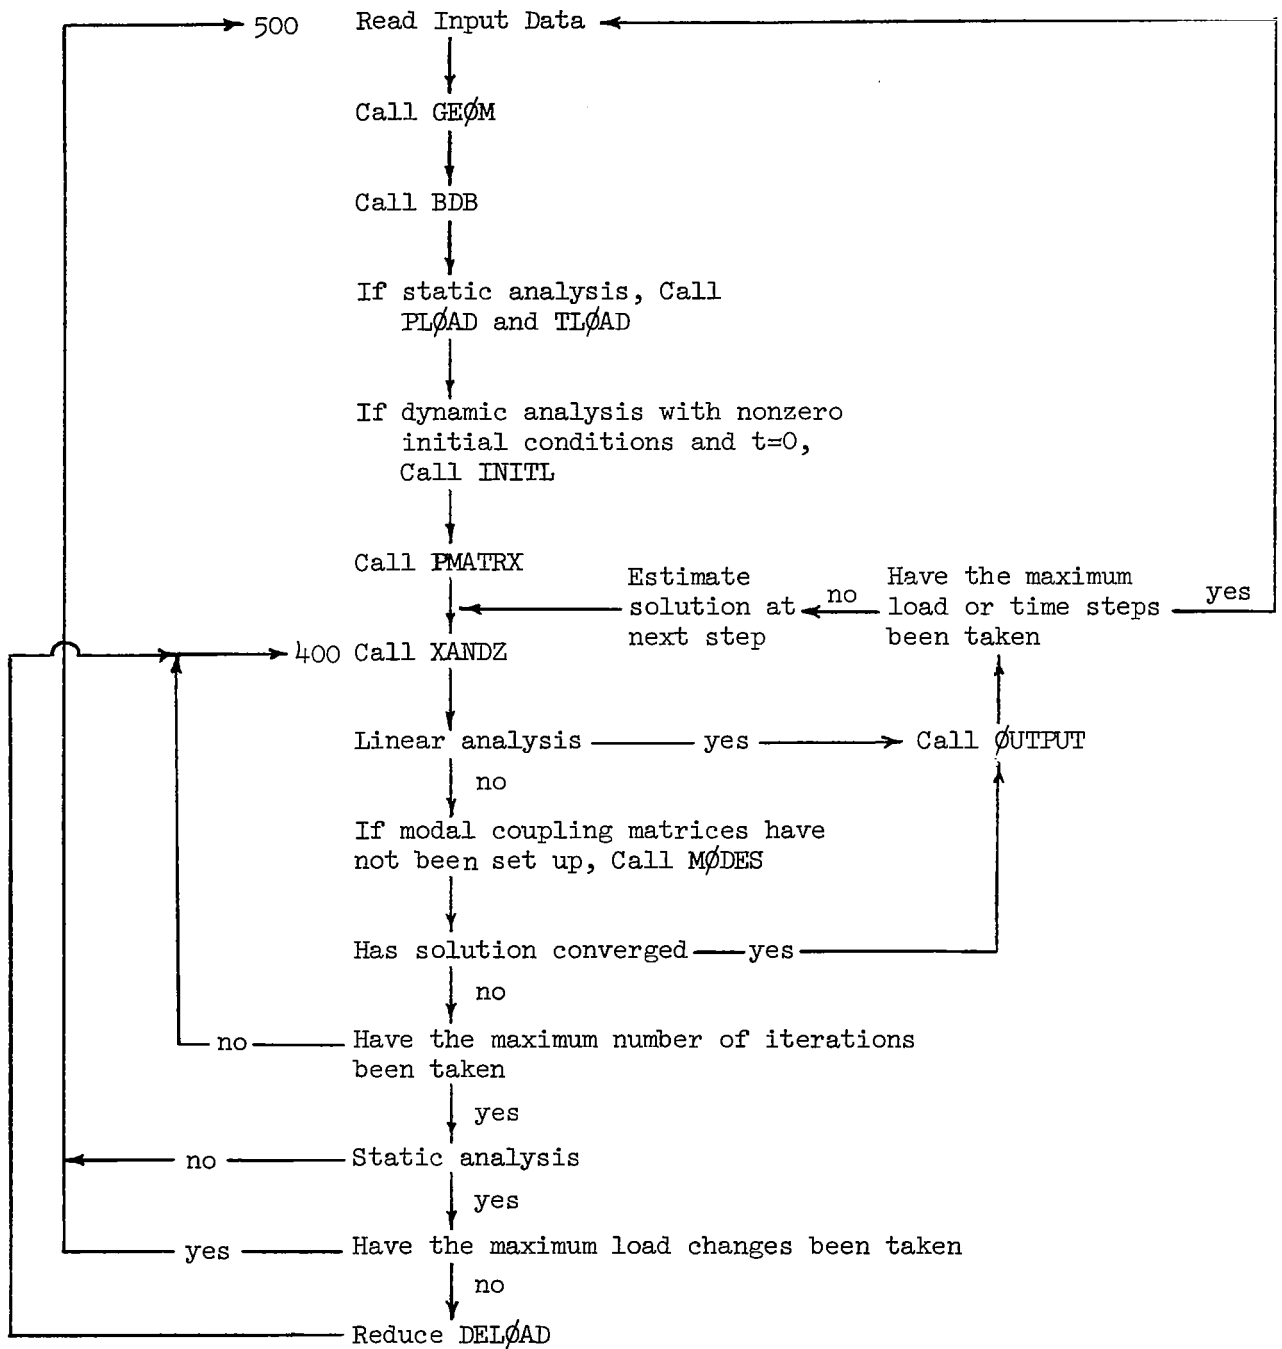 500 Read Input Data
Call GEØM
Call BDB
If static analysis, Call
PLØAD and TLØAD
If dynamic analysis with nonzero
initial conditions and t=0,
Call INITL
Call PMATRX
Estimate
solution at
next step
no
Have the maximum
load or time steps
been taken
yes
400 Call XANDZ
Linear analysis
yes
Call ØUTPUT
no
If modal coupling matrices have
not been set up, Call MØDES
Has solution converged
yes
no
no
Have the maximum number of iterations
been taken
yes
no
Static analysis
yes
yes
Have the maximum load changes been taken
no
Reduce DELØAD